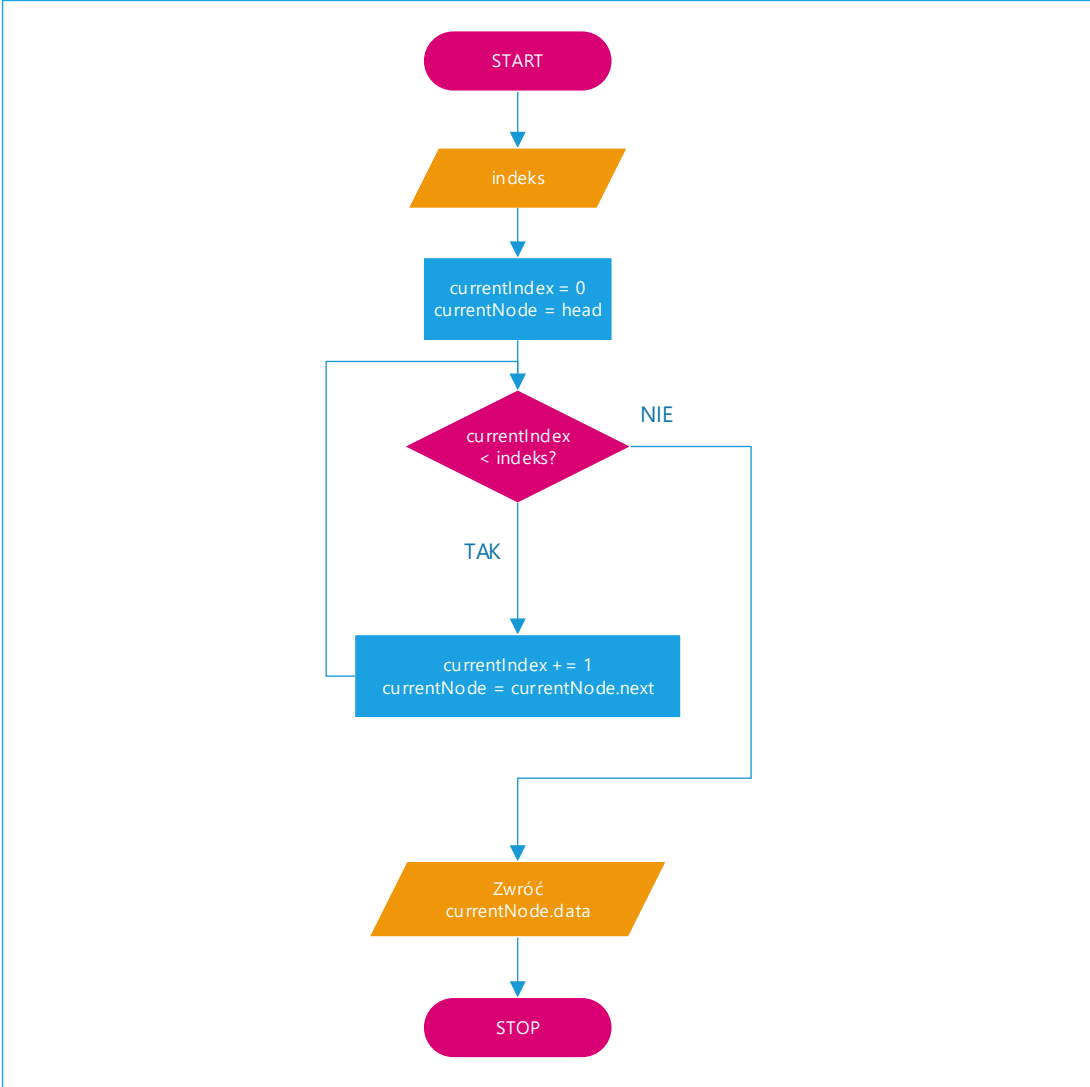 START
indeks
currentIndex = 0
currentNode = head
currentIndex
< indeks?
NIE
TAK
currentIndex += 1
currentNode = currentNode.next
Zwróć
currentNode.data
STOP